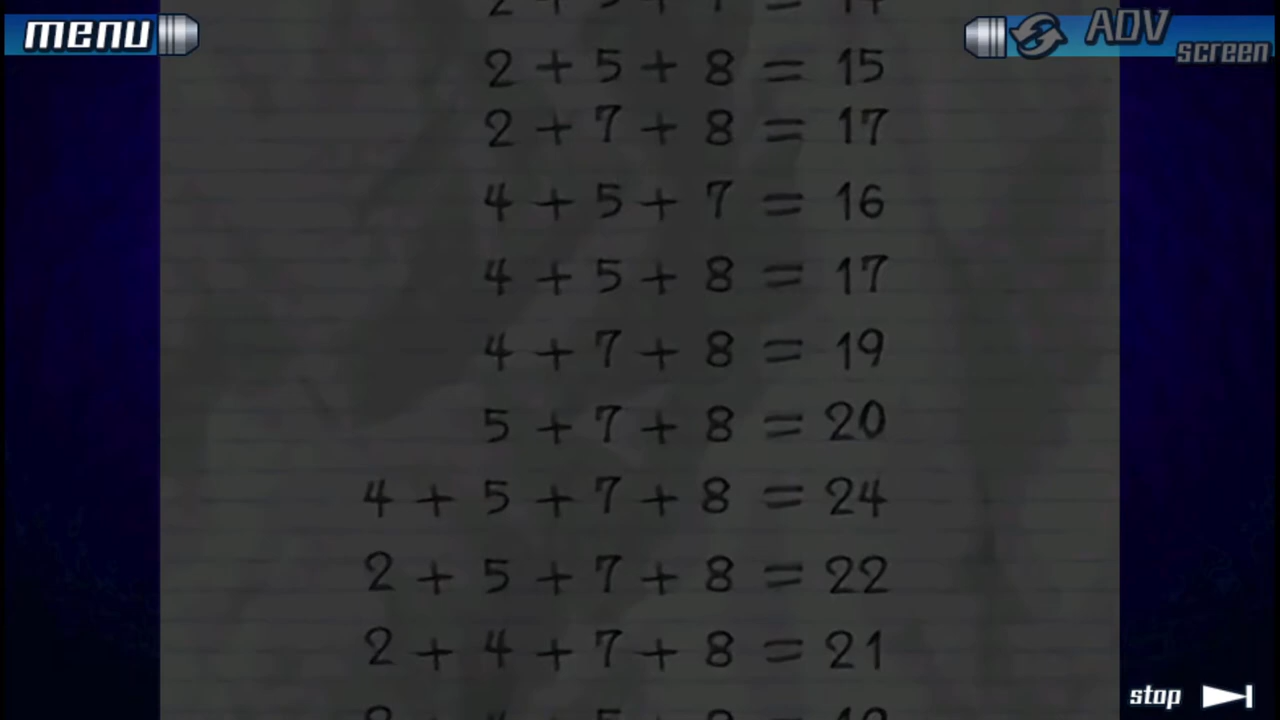 menu
ADV
screen
2 + 5 + 8 = 15
2 + 7 + 8 = 17
4 + 5 + 7 = 16
4 + 5 + 8 = 17
4 + 7 + 8 = 19
5 + 7 + 8 = 20
4 + 5 + 7 + 8 = 24
2 + 5 + 7 + 8 = 22
2 + 4 + 7 + 8 = 21
stop